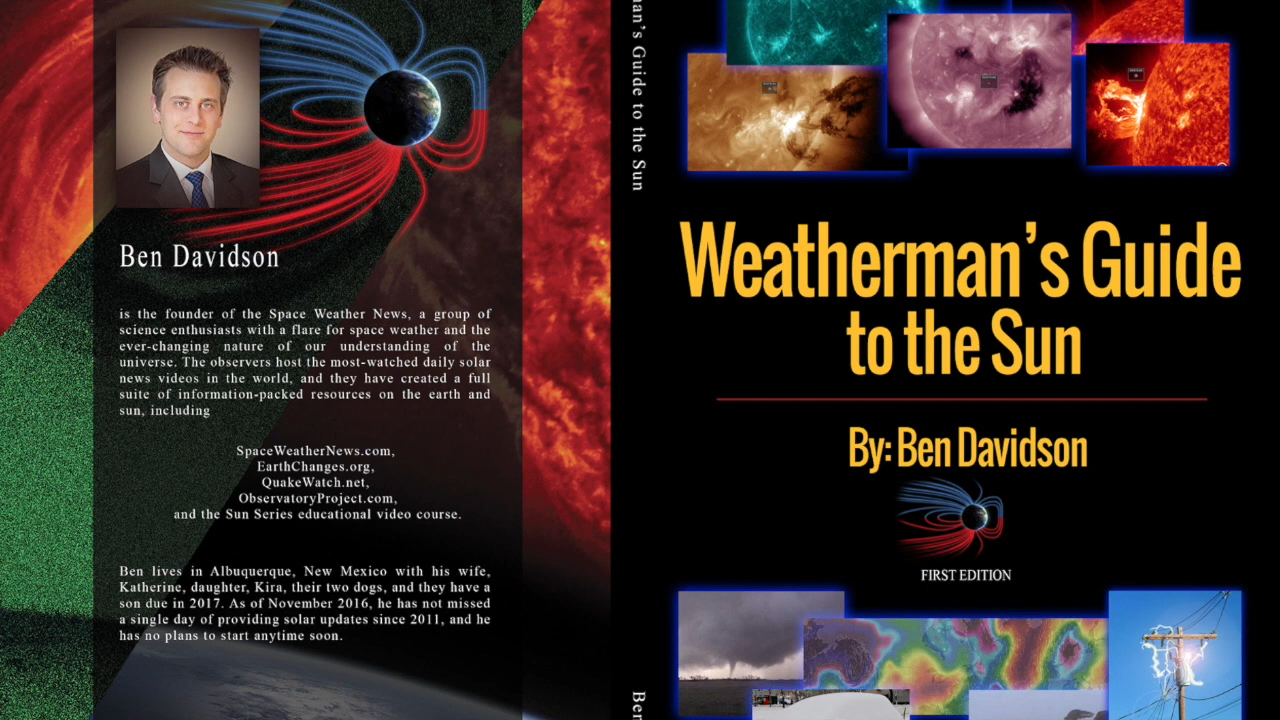 Ben Davidson
is the founder of the Space Weather News, a group of
science enthusiasts with a flare for space weather and the
ever-changing nature of our understanding of the
universe. The observers host the most-watched daily solar
news videos in the world, and they have created a full
suite of information-packed resources on the earth and
sun, including
SpaceWeatherNews.com,
EarthChanges.org,
QuakeWatch.net,
ObservatoryProject.com,
and the Sun Series educational video course.
Ben lives in Albuquerque, New Mexico with his wife,
Katherine, daughter, Kira, their two dogs, and they have a
son due in 2017. As of November 2016, he has not missed
a single day of providing solar updates since 2011, and he
has no plans to start anytime soon.
an's Guide to the Sun
Ben
Weatherman's Guide
to the Sun
By: Ben Davidson
FIRST EDITION